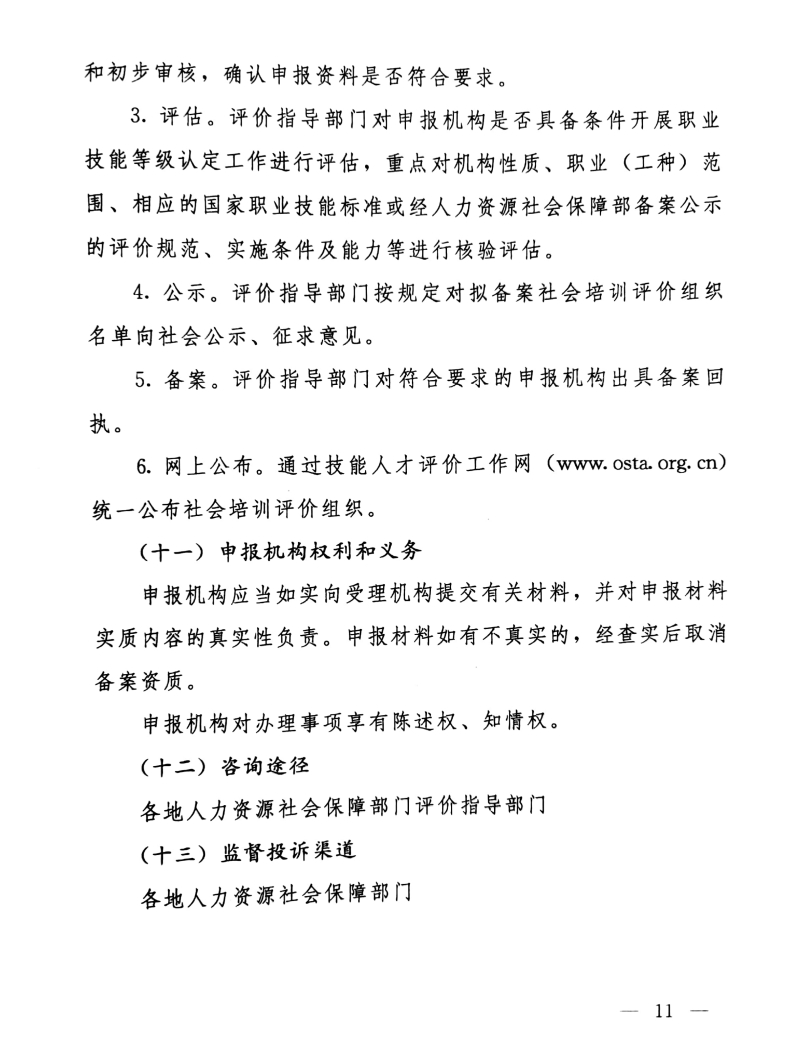 和初步审核，确认申报资料是否符合要求。
3. 评估。评价指导部门对申报机构是否具备条件开展职业
技能等级认定工作进行评估，重点对机构性质、职业（工种）范
围、相应的国家职业技能标准或经人力资源社会保障部备案公示
的评价规范、实施条件及能力等进行核验评估。
4. 公示。评价指导部门按规定对拟备案社会培训评价组织
名单向社会公示、征求意见。
5. 备案。评价指导部门对符合要求的申报机构出具备案回
执。
6. 网上公布。通过技能人才评价工作网（www.osta.org.cn）
统一公布社会培训评价组织。
（十一）申报机构权利和义务
申报机构应当如实向受理机构提交有关材料，并对申报材料
实质内容的真实性负责。申报材料如有不真实的，经查实后取消
备案资质。
申报机构对办理事项享有陈述权、知情权。
（十二）咨询途径
各地人力资源社会保障部门评价指导部门
（十三）监督投诉渠道
各地人力资源社会保障部门
— 11 —